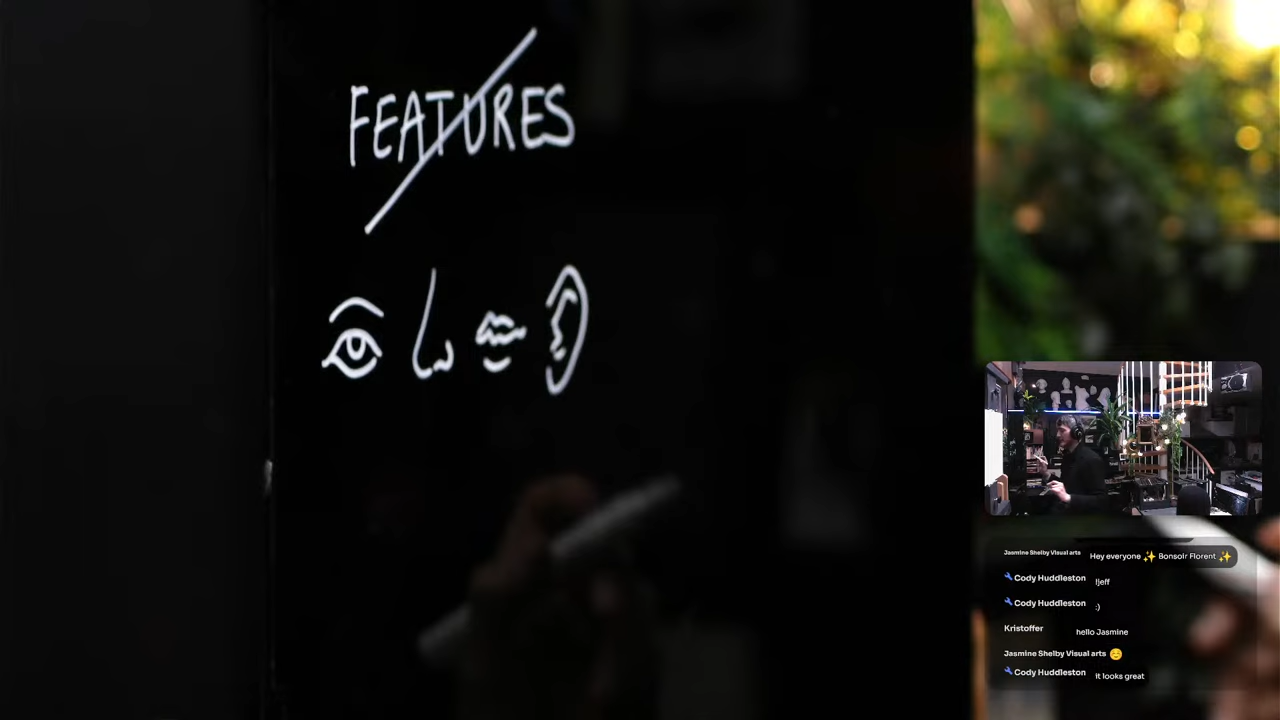 FEATURES
Jasmine Shelby Visual arts Hey everyone ✨ Bonsoir Florent ✨
Cody Huddleston !jeff
Cody Huddleston :)
Kristoffer hello Jasmine
Jasmine Shelby Visual arts 😊
Cody Huddleston it looks great